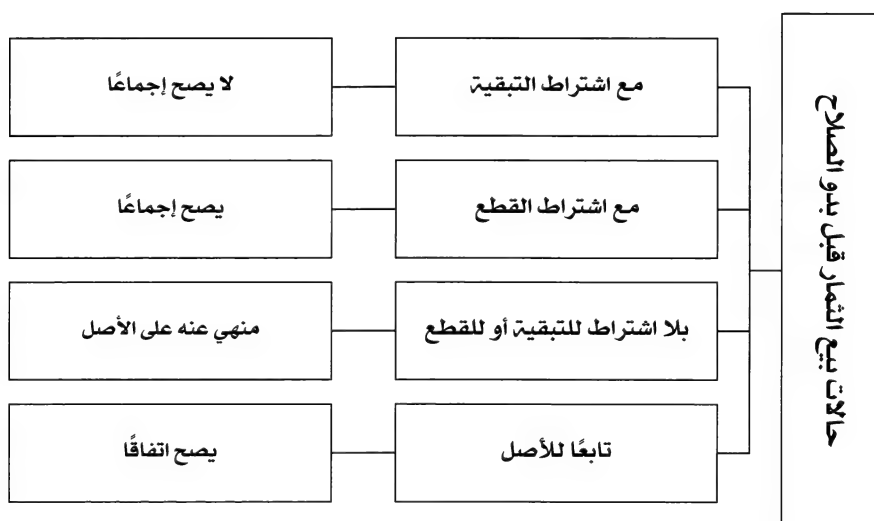 حالات بيع الثمار قبل بدو الصلاح
مع اشتراط التبقية
لا يصح إجماعًا
مع اشتراط القطع
يصح إجماعًا
بلا اشتراط للتبقية أو للقطع
منهي عنه على الأصل
تابعًا للأصل
يصح اتفاقًا